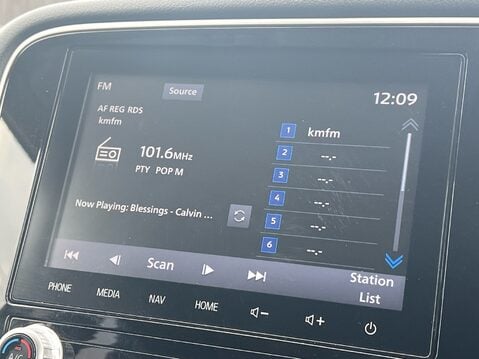 FM
Source
12:09
AF REG RDS
kmfm
101.6MHz
PTY POP M
Now Playing: Blessings - Calvin ...
1 kmfm
2 --.-
3 --.-
4 --.-
5 --.-
6 --.-
Scan
Station
List
PHONE
MEDIA
NAV
HOME
A/C